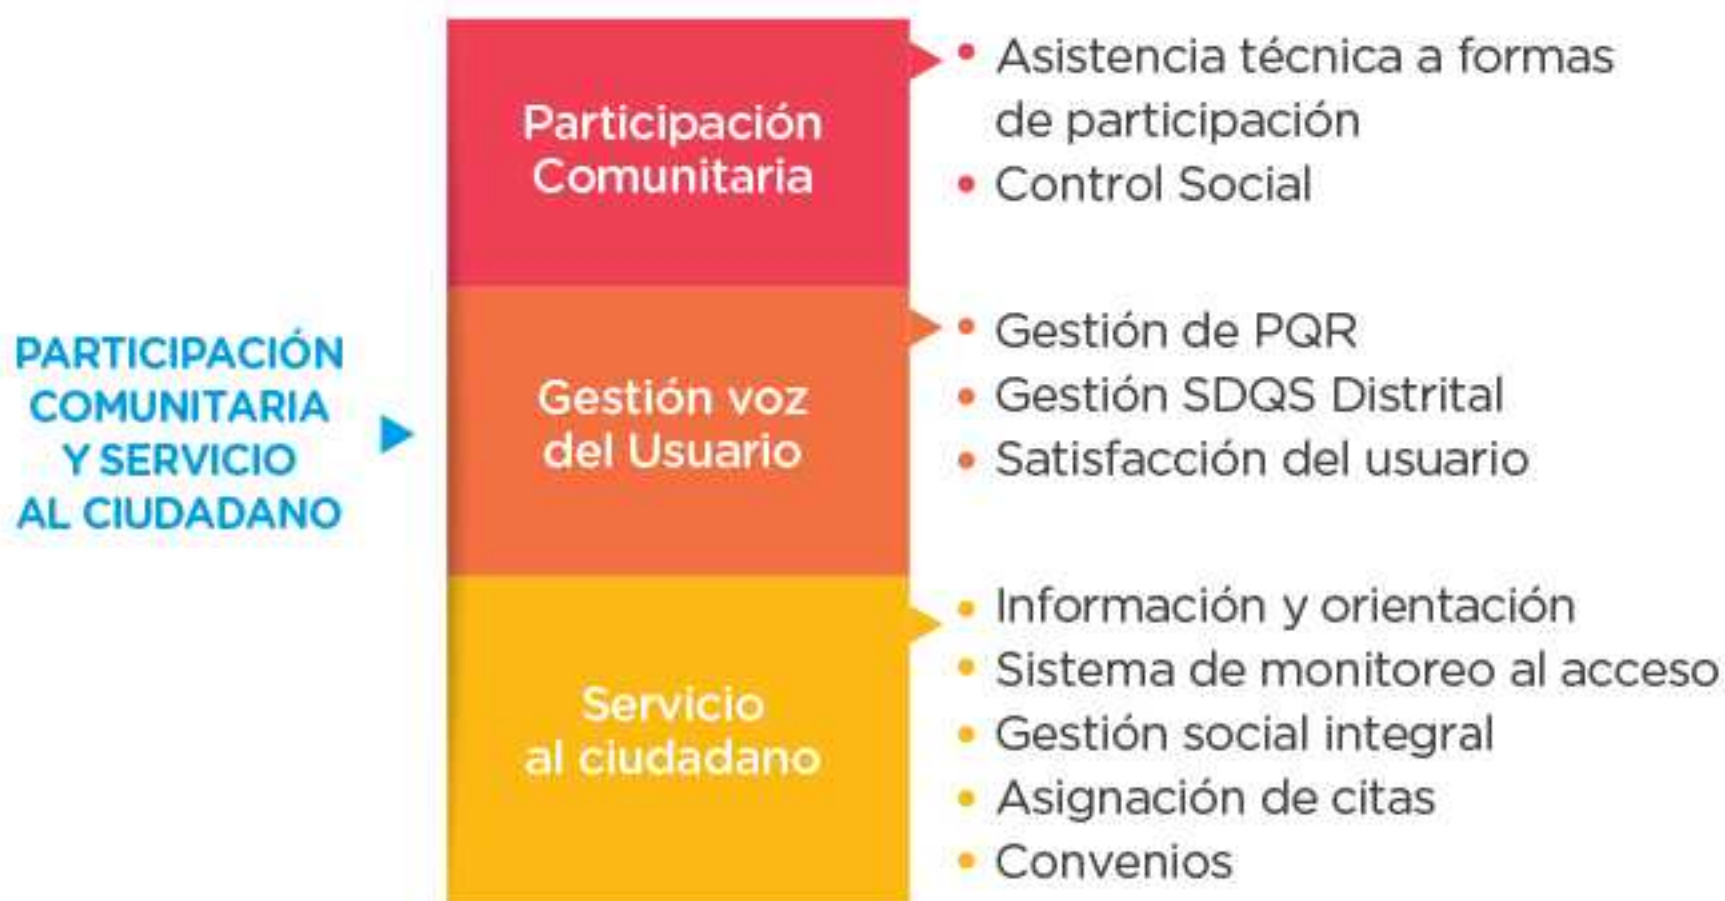 PARTICIPACIÓN
COMUNITARIA
Y SERVICIO
AL CIUDADANO
Participación
Comunitaria
• Asistencia técnica a formas
de participación
• Control Social
Gestión voz
del Usuario
• Gestión de PQR
• Gestión SDQS Distrital
• Satisfacción del usuario
Servicio
al ciudadano
• Información y orientación
• Sistema de monitoreo al acceso
• Gestión social integral
• Asignación de citas
• Convenios